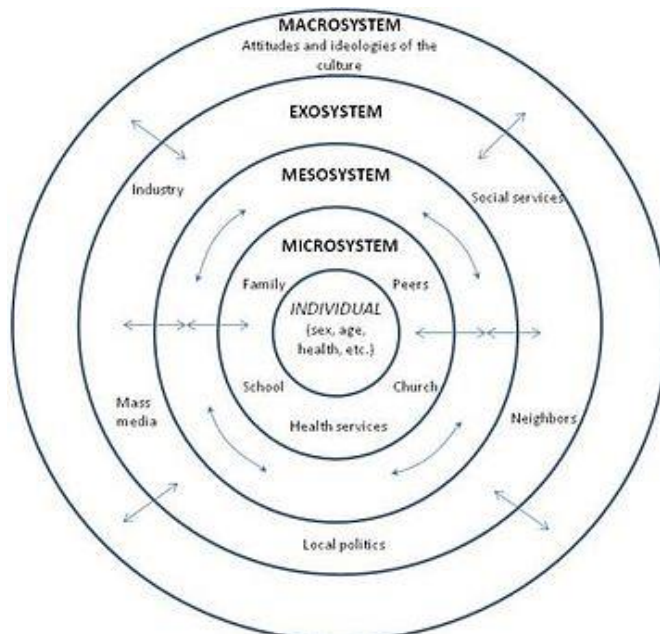 MACROSYSTEM
Attitudes and ideologies of the
culture
EXOSYSTEM
MESOSYSTEM
Industry
Social services
MICROSYSTEM
Family
Peers
INDIVIDUAL
(sex, age,
health, etc.)
School
Church
Mass
media
Health services
Neighbors
Local politics